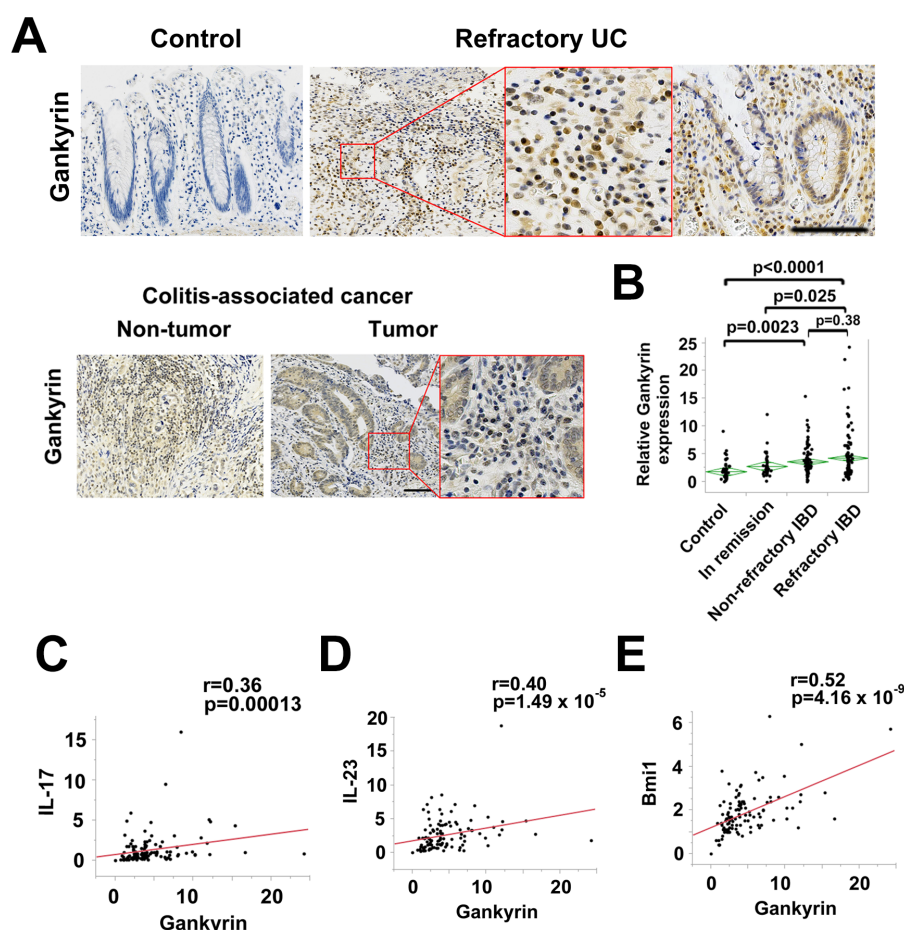 A
Control
Refractory UC
Gankyrin
Colitis-associated cancer
Non-tumor
Tumor
Gankyrin
B
p<0.0001
p=0.025
p=0.0023
p=0.38
Relative Gankyrin
expression
25
20
15
10
5
0
Control
In remission
Non-refractory IBD
Refractory IBD
C
r=0.36
p=0.00013
IL-17
15
10
5
0
0
10
20
Gankyrin
D
r=0.40
p=1.49 x 10⁻⁵
IL-23
20
15
10
5
0
0
10
20
Gankyrin
E
r=0.52
p=4.16 x 10⁻⁹
Bmi1
6
4
2
0
0
10
20
Gankyrin